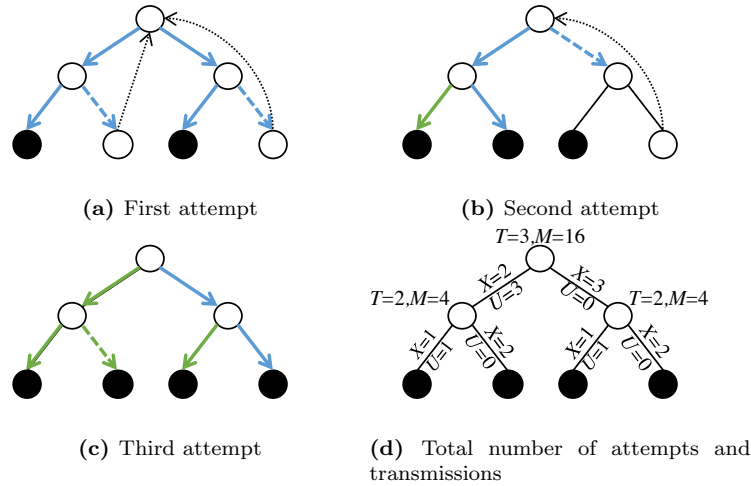 (a) First attempt
(b) Second attempt
T=3,M=16
X=2
U=3
X=3
U=0
T=2,M=4
T=2,M=4
X=1
U=1
X=2
U=0
X=1
U=1
X=2
U=0
(c) Third attempt
(d) Total number of attempts and
transmissions